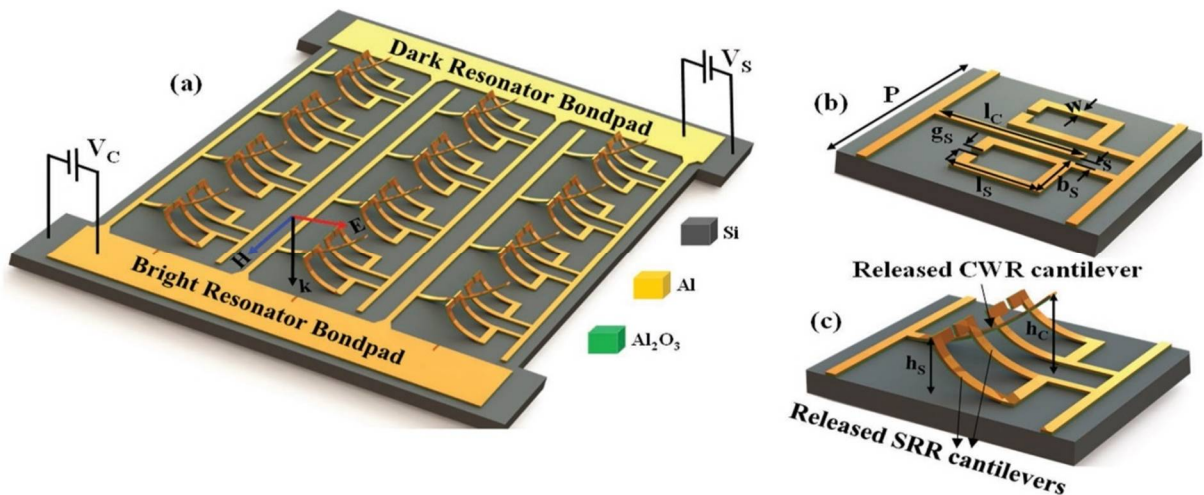 (a)
Dark Resonator Bondpad
V_S
V_C
E
H
k
Bright Resonator Bondpad
Si
Al
Al₂O₃
(b)
P
w
l_C
g_S
s
l_S
b_S
Released CWR cantilever
(c)
h_C
h_S
Released SRR cantilevers